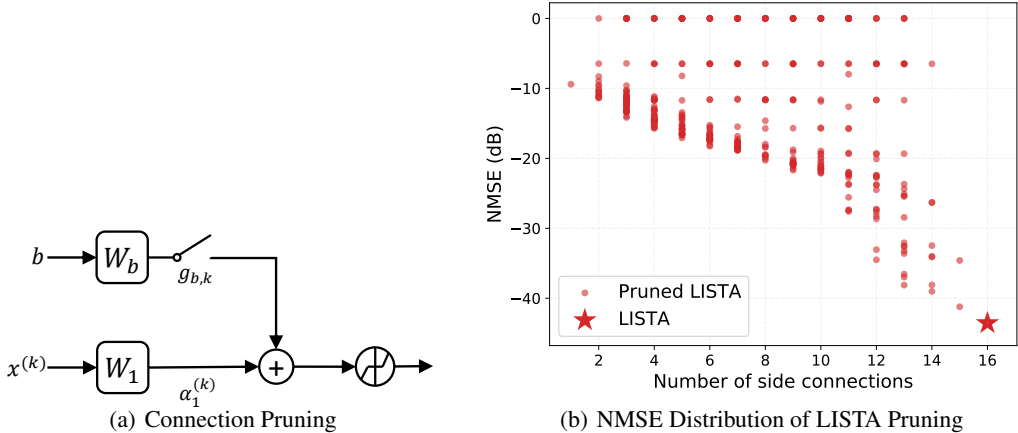 b
W_b
g_{b,k}
x^{(k)}
W_1
α_1^{(k)}
+
(a) Connection Pruning
NMSE (dB)
0
−10
−20
−30
−40
Pruned LISTA
LISTA
2 4 6 8 10 12 14 16
Number of side connections
(b) NMSE Distribution of LISTA Pruning